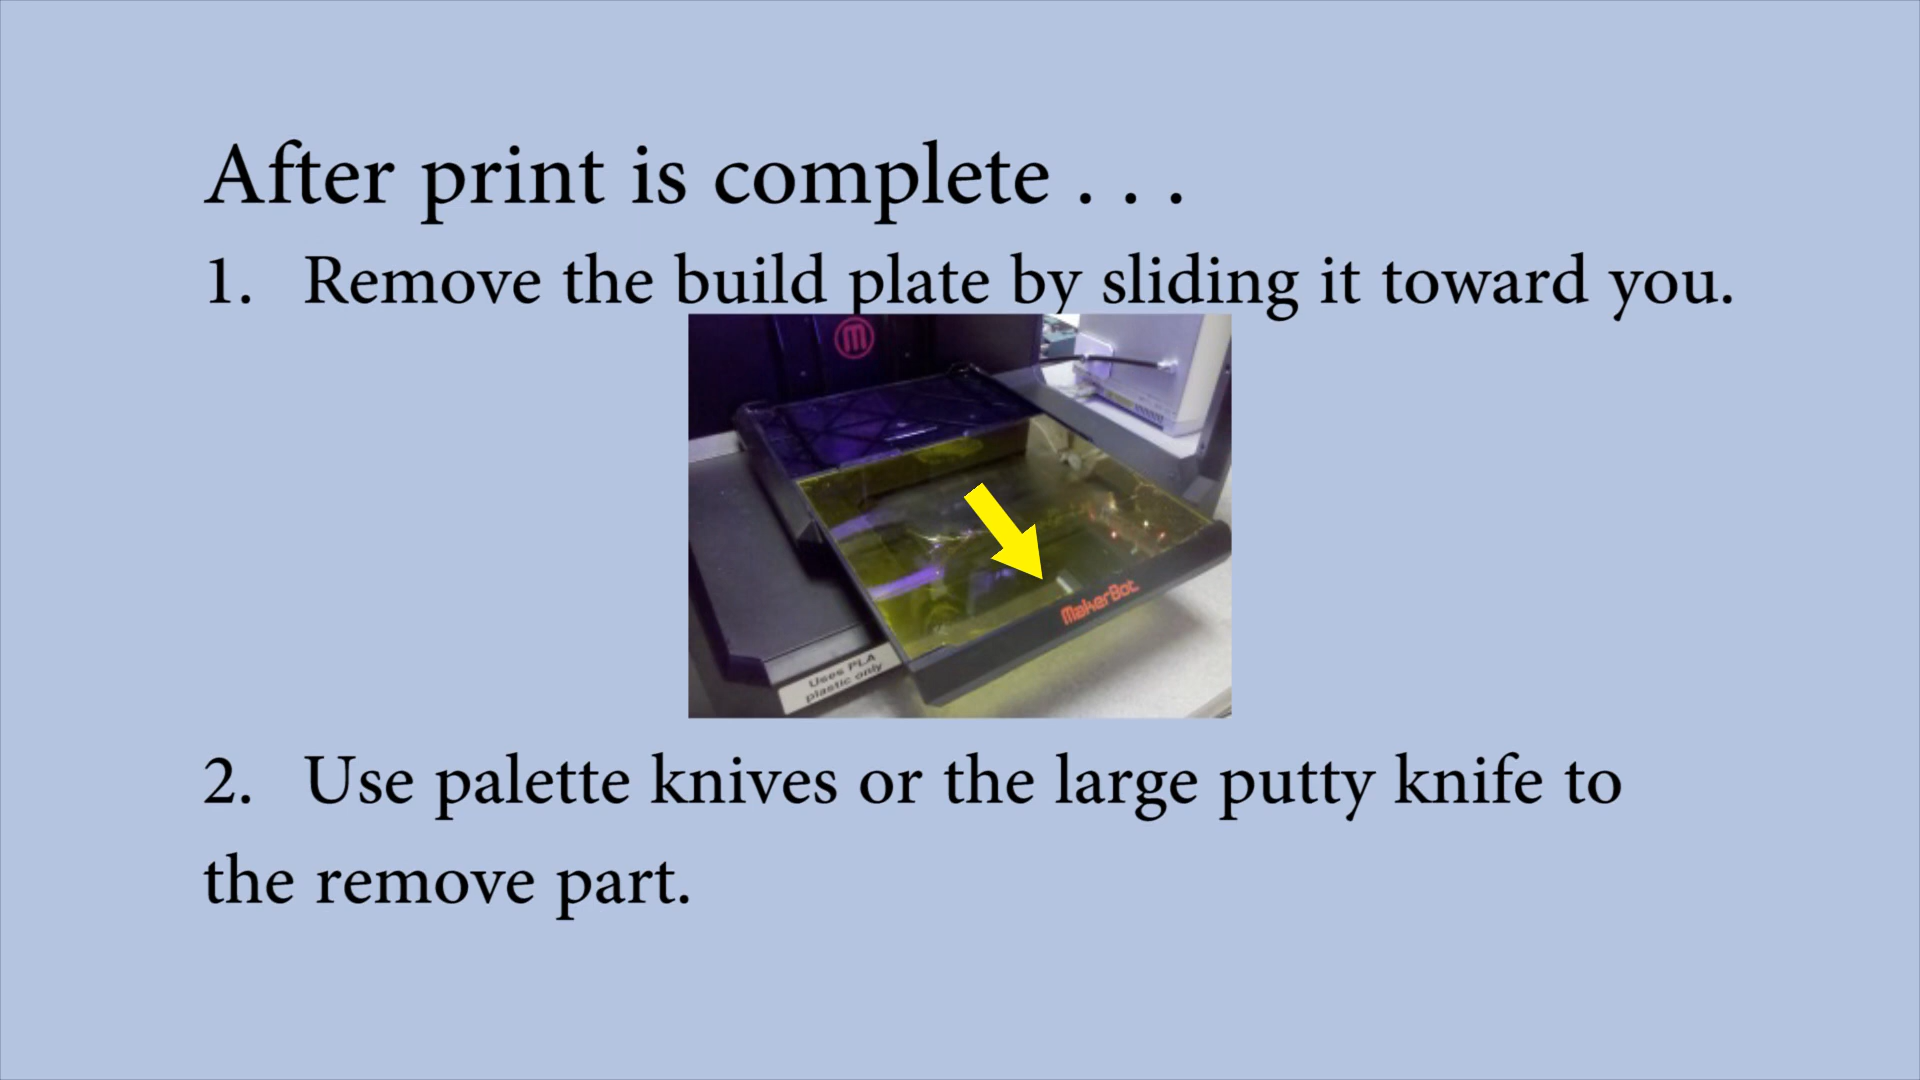 After print is complete . . .
1. Remove the build plate by sliding it toward you.
MakerBot
Uses PLA
plastic only
2. Use palette knives or the large putty knife to
the remove part.